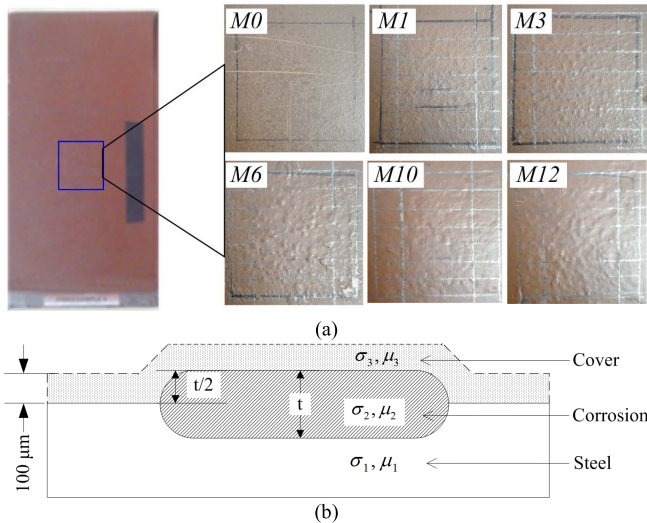 M0
M1
M3
M6
M10
M12
(a)
σ₃, μ₃
Cover
t/2
t
σ₂, μ₂
Corrosion
100 μm
σ₁, μ₁
Steel
(b)